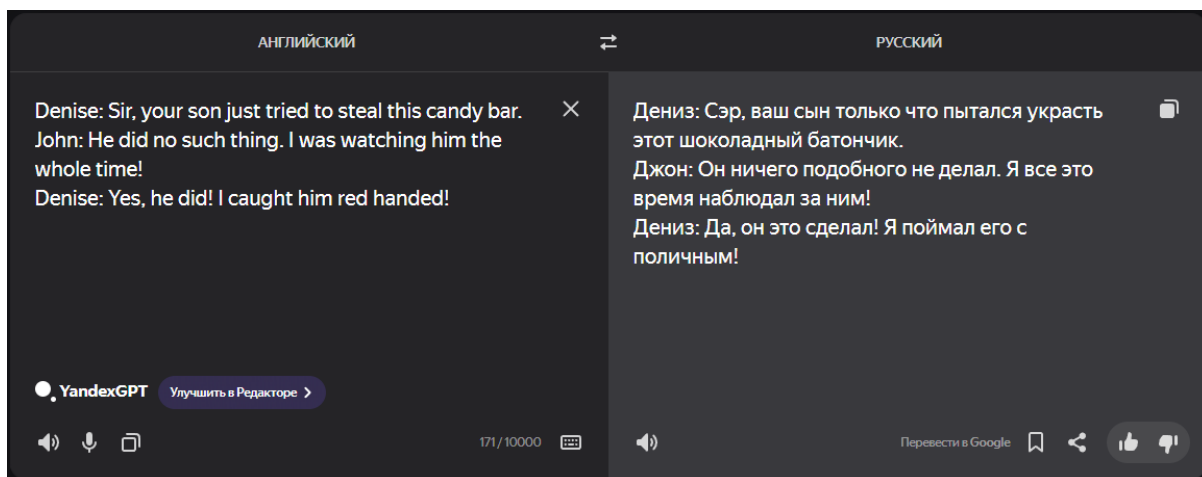 АНГЛИЙСКИЙ
РУССКИЙ
Denise: Sir, your son just tried to steal this candy bar.
John: He did no such thing. I was watching him the
whole time!
Denise: Yes, he did! I caught him red handed!
Дениз: Сэр, ваш сын только что пытался украсть
этот шоколадный батончик.
Джон: Он ничего подобного не делал. Я все это
время наблюдал за ним!
Дениз: Да, он это сделал! Я поймал его с
поличным!
YandexGPT Улучшить в Редакторе
171/10000
Перевести в Google